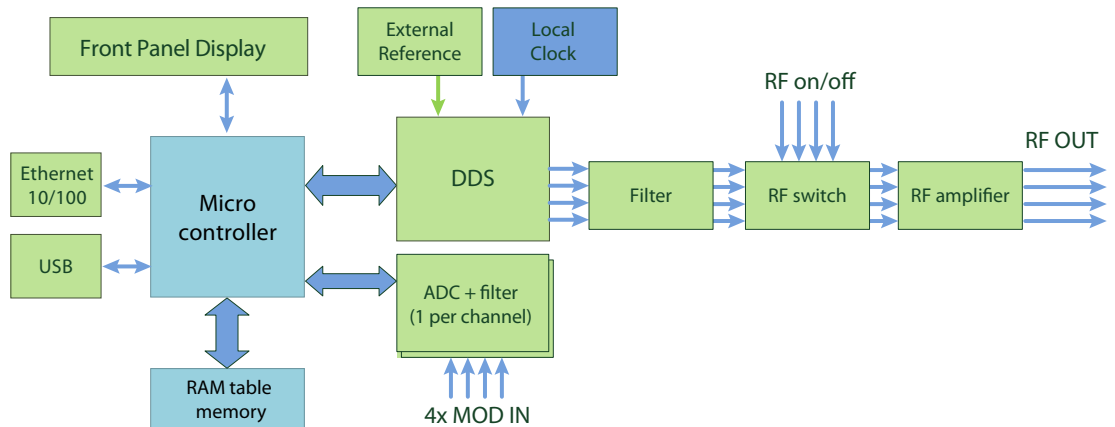 Front Panel Display
External
Reference
Local
Clock
RF on/off
RF OUT
Ethernet
10/100
Micro
controller
DDS
Filter
RF switch
RF amplifier
USB
ADC + filter
(1 per channel)
RAM table
memory
4x MOD IN